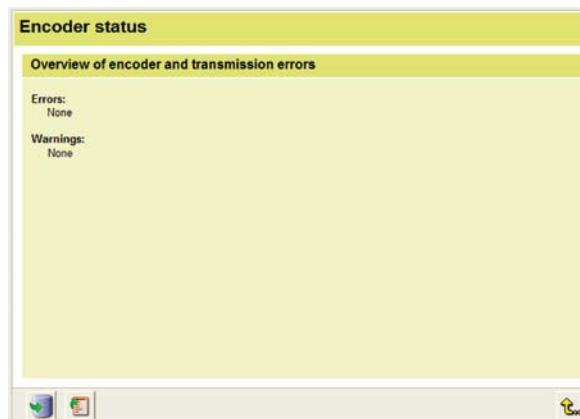 Encoder status
Overview of encoder and transmission errors
Errors:
None
Warnings:
None